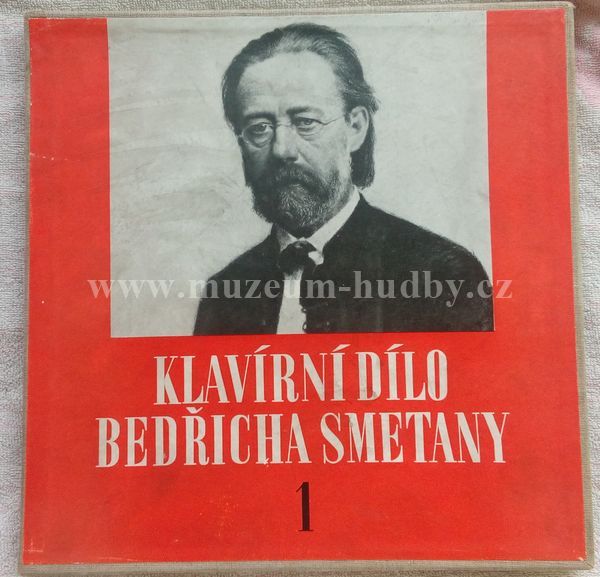 www.muzeum-hudby.cz
KLAVÍRNÍ DÍLO
BEDŘICHA SMETANY
1